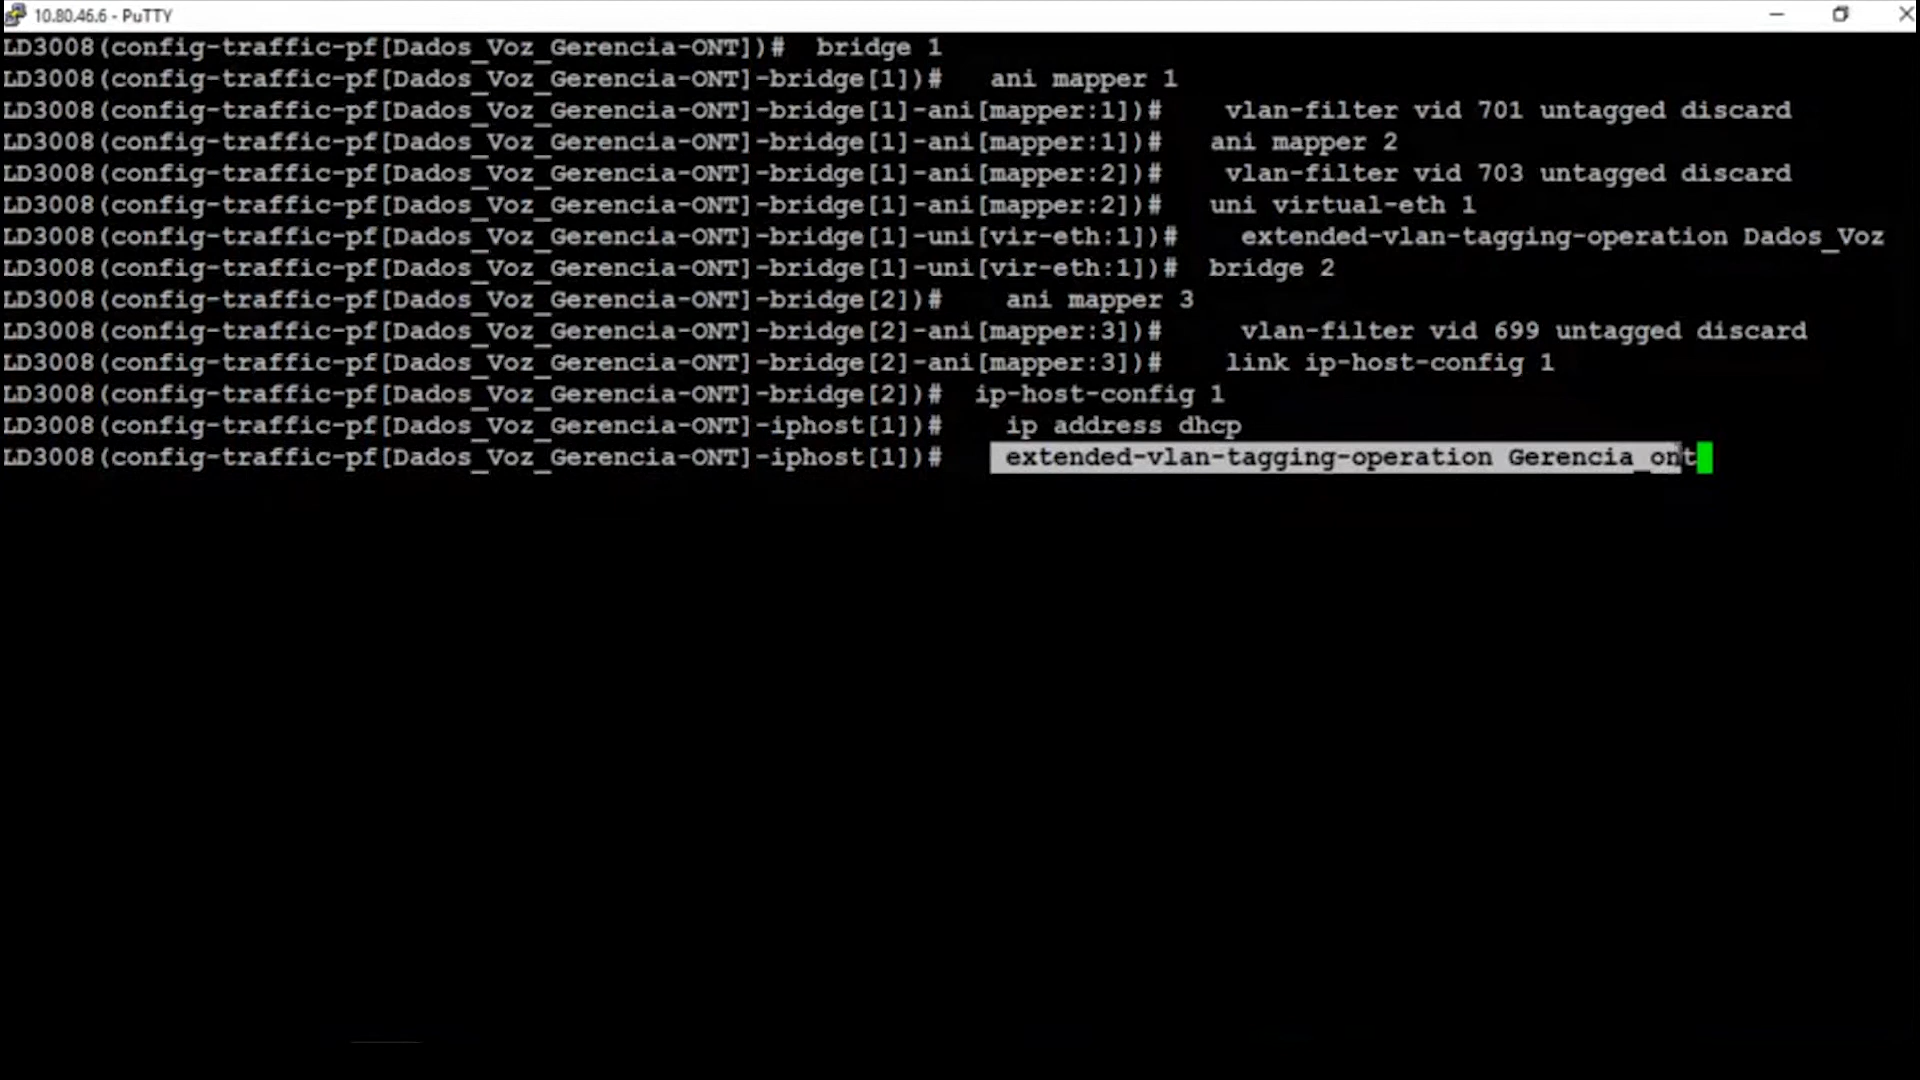 10.80.46.6 - PuTTY
LD3008(config-traffic-pf[Dados_Voz_Gerencia-ONT])#  bridge 1
LD3008(config-traffic-pf[Dados_Voz_Gerencia-ONT]-bridge[1])#   ani mapper 1
LD3008(config-traffic-pf[Dados_Voz_Gerencia-ONT]-bridge[1]-ani[mapper:1])#    vlan-filter vid 701 untagged discard
LD3008(config-traffic-pf[Dados_Voz_Gerencia-ONT]-bridge[1]-ani[mapper:1])#   ani mapper 2
LD3008(config-traffic-pf[Dados_Voz_Gerencia-ONT]-bridge[1]-ani[mapper:2])#    vlan-filter vid 703 untagged discard
LD3008(config-traffic-pf[Dados_Voz_Gerencia-ONT]-bridge[1]-ani[mapper:2])#   uni virtual-eth 1
LD3008(config-traffic-pf[Dados_Voz_Gerencia-ONT]-bridge[1]-uni[vir-eth:1])#    extended-vlan-tagging-operation Dados_Voz
LD3008(config-traffic-pf[Dados_Voz_Gerencia-ONT]-bridge[1]-uni[vir-eth:1])#  bridge 2
LD3008(config-traffic-pf[Dados_Voz_Gerencia-ONT]-bridge[2])#    ani mapper 3
LD3008(config-traffic-pf[Dados_Voz_Gerencia-ONT]-bridge[2]-ani[mapper:3])#     vlan-filter vid 699 untagged discard
LD3008(config-traffic-pf[Dados_Voz_Gerencia-ONT]-bridge[2]-ani[mapper:3])#    link ip-host-config 1
LD3008(config-traffic-pf[Dados_Voz_Gerencia-ONT]-bridge[2])#  ip-host-config 1
LD3008(config-traffic-pf[Dados_Voz_Gerencia-ONT]-iphost[1])#    ip address dhcp
LD3008(config-traffic-pf[Dados_Voz_Gerencia-ONT]-iphost[1])#    extended-vlan-tagging-operation Gerencia_ont